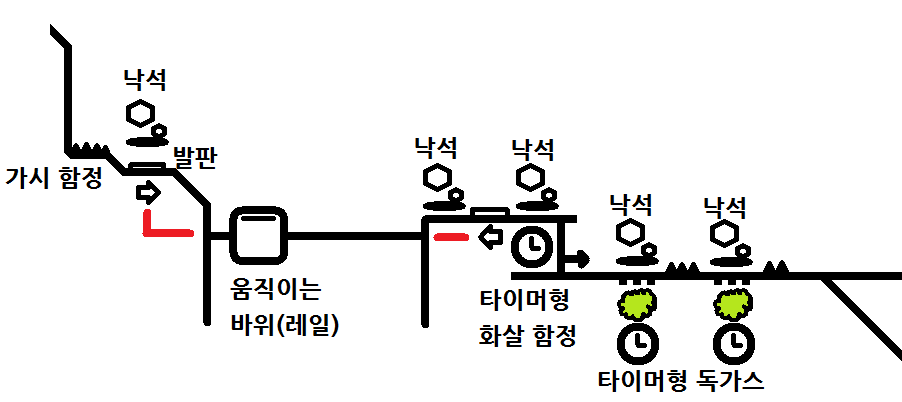 낙석
발판
가시 함정
낙석
낙석
낙석
낙석
움직이는
바위(레일)
타이머형
화살 함정
타이머형 독가스